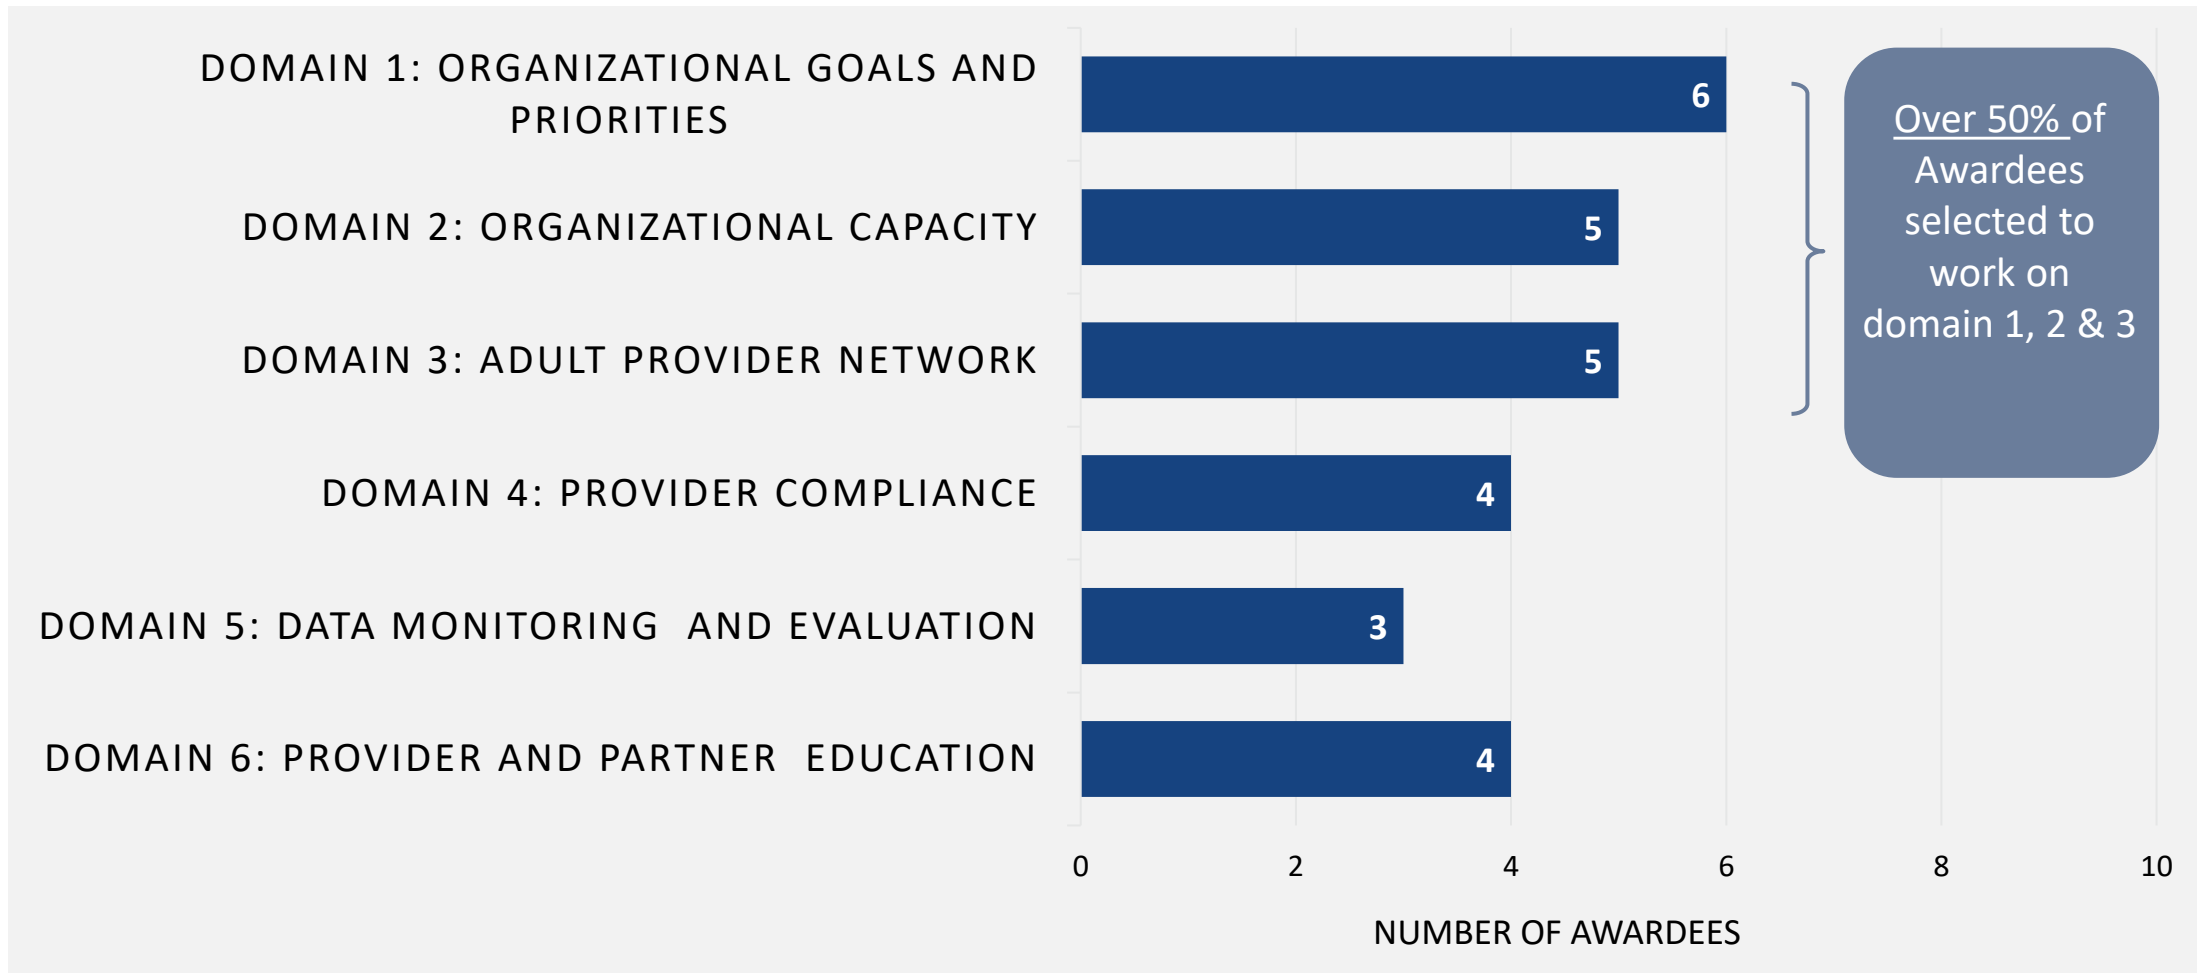 DOMAIN 1: ORGANIZATIONAL GOALS AND
PRIORITIES
6
DOMAIN 2: ORGANIZATIONAL CAPACITY
5
DOMAIN 3: ADULT PROVIDER NETWORK
5
DOMAIN 4: PROVIDER COMPLIANCE
4
DOMAIN 5: DATA MONITORING AND EVALUATION
3
DOMAIN 6: PROVIDER AND PARTNER EDUCATION
4
Over 50% of
Awardees
selected to
work on
domain 1, 2 & 3
0 2 4 6 8 10
NUMBER OF AWARDEES